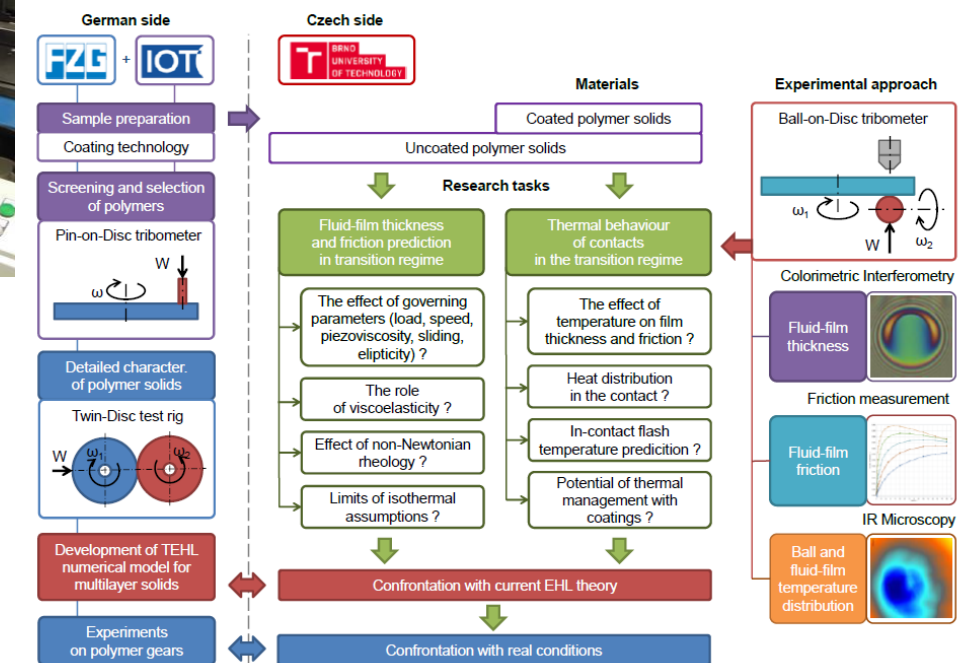 German side
FZG
+
IOT
Sample preparation
Coating technology
Screening and selection
of polymers
Pin-on-Disc tribometer
W
ω
Detailed character.
of polymer solids
Twin-Disc test rig
W
ω1
ω2
Development of TEHL
numerical model for
multilayer solids
Experiments
on polymer gears
Czech side
T
BRNO
UNIVERSITY
OF TECHNOLOGY
Materials
Coated polymer solids
Uncoated polymer solids
Research tasks
Fluid-film thickness
and friction prediction
in transition regime
The effect of governing
parameters (load, speed,
piezoviscosity, sliding,
elipticity) ?
The role
of viscoelasticity ?
Effect of non-Newtonian
rheology ?
Limits of isothermal
assumptions ?
Thermal behaviour
of contacts
in the transition regime
The effect of
temperature on film
thickness and friction ?
Heat distribution
in the contact ?
In-contact flash
temperature predicition ?
Potential of thermal
management with
coatings ?
Confrontation with current EHL theory
Confrontation with real conditions
Experimental approach
Ball-on-Disc tribometer
ω1
W
ω2
Colorimetric Interferometry
Fluid-film
thickness
Friction measurement
Fluid-film
friction
IR Microscopy
Ball and
fluid-film
temperature
distribution